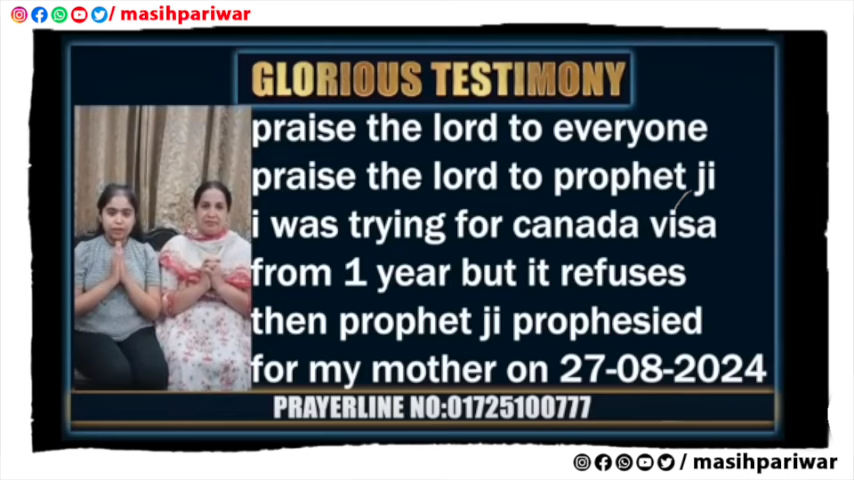 / masihpariwar
GLORIOUS TESTIMONY
praise the lord to everyone
praise the lord to prophet ji
i was trying for canada visa
from 1 year but it refuses
then prophet ji prophesied
for my mother on 27-08-2024
PRAYERLINE NO:01725100777
/ masihpariwar